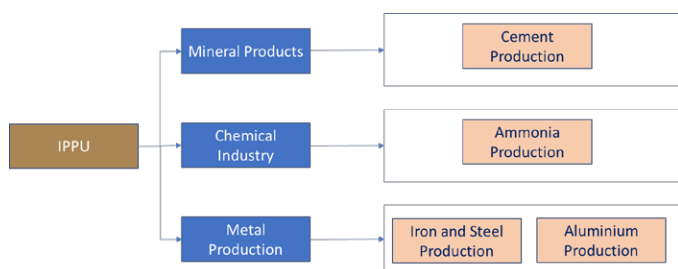 IPPU
Mineral Products
Cement
Production
Chemical
Industry
Ammonia
Production
Metal
Production
Iron and Steel
Production
Aluminium
Production